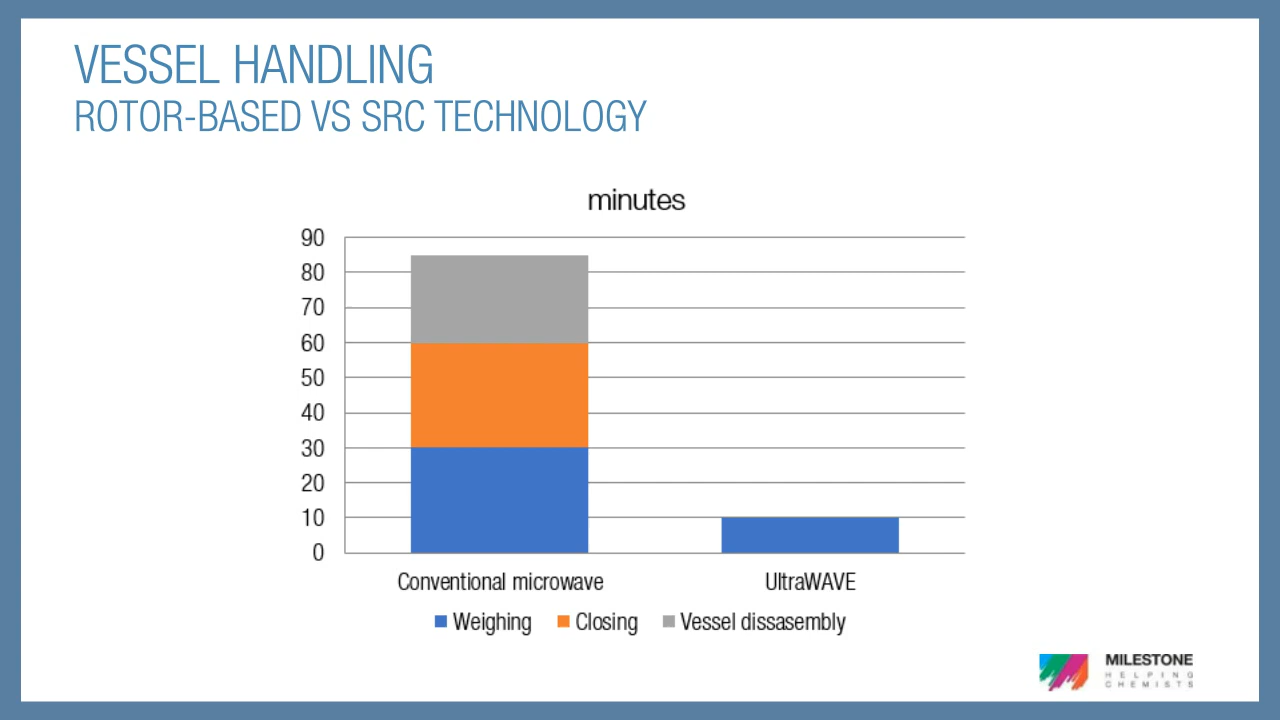 VESSEL HANDLING
ROTOR-BASED VS SRC TECHNOLOGY
minutes
90
80
70
60
50
40
30
20
10
0
Conventional microwave UltraWAVE
Weighing Closing Vessel dissasembly
MILESTONE
HELPING
CHEMISTS